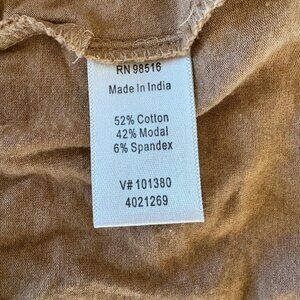 RN 98516
Made In India
52% Cotton
42% Modal
6% Spandex
V# 101380
4021269